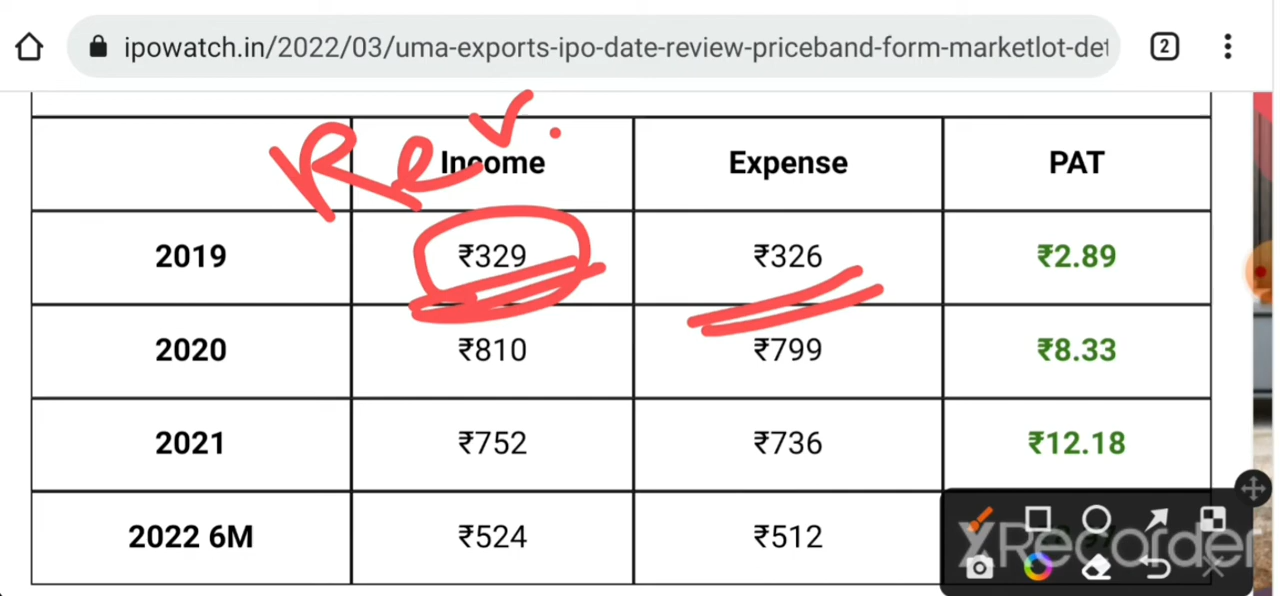 ipowatch.in/2022/03/uma-exports-ipo-date-review-priceband-form-marketlot-det
2
Rev.
Income Expense PAT
2019 ₹329 ₹326 ₹2.89
2020 ₹810 ₹799 ₹8.33
2021 ₹752 ₹736 ₹12.18
2022 6M ₹524 ₹512
XRecorder